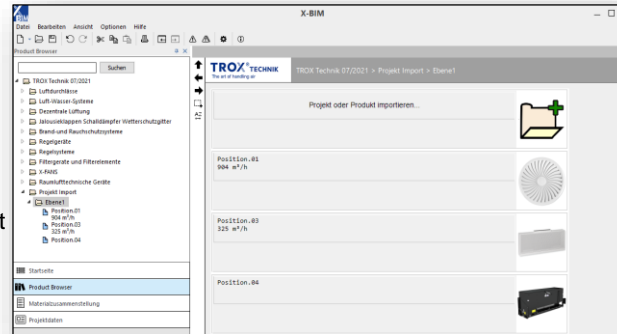 X-BIM
Datei Bearbeiten Ansicht Optionen Hilfe
Product Browser
Suchen
TROX Technik 07/2021
Luftdurchlässe
Luft-Wasser-Systeme
Dezentrale Lüftung
Jalousieklappen Schalldämpfer Wetterschutzgitter
Brand-und Rauchschutzsysteme
Regelgeräte
Regelsysteme
Filtergeräte und Filterelemente
X-FANS
Raumlufttechnische Geräte
Projekt Import
Ebene1
Position.01
904 m³/h
Position.03
325 m³/h
Position.04
Startseite
Product Browser
Materialzusammenstellung
Projektdaten
t
TROX® TECHNIK
The art of handling air
TROX Technik 07/2021 > Projekt Import > Ebene1
Projekt oder Produkt importieren...
Position.01
904 m³/h
Position.03
325 m³/h
Position.04